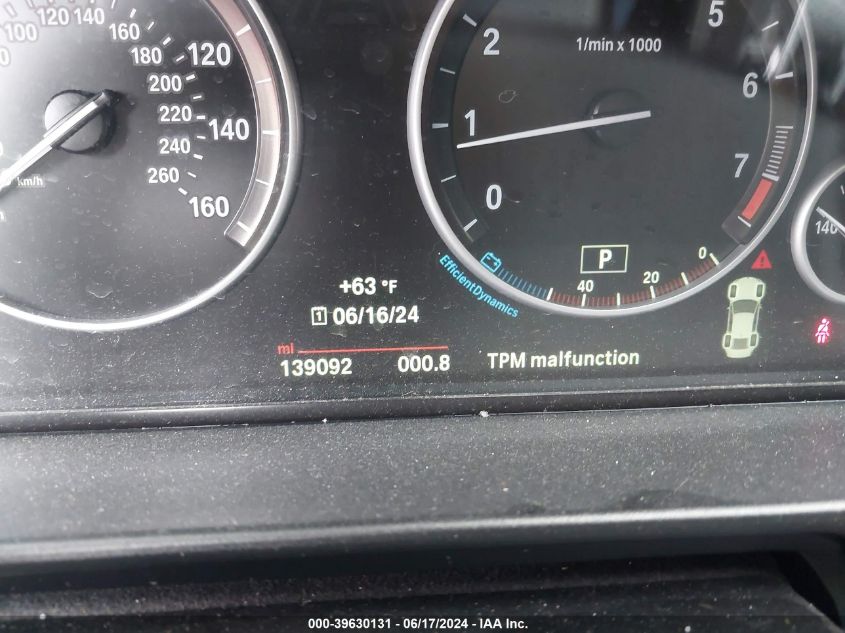 100 120 140
120 160
180
200
220
140
240
260
160
km/h
2
1/min x 1000
5
6
1
7
0
140
P
EfficientDynamics
40 20 0
+63 °F
1 06/16/24
mi
139092 000.8
TPM malfunction
000-39630131 - 06/17/2024 - IAA Inc.